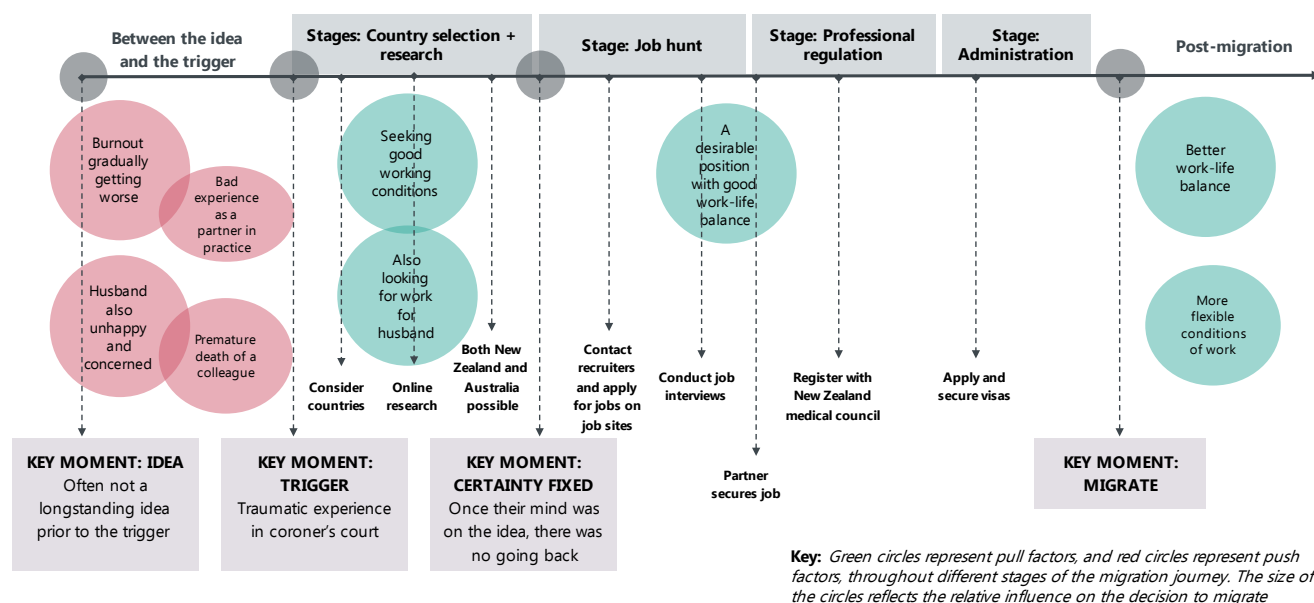 Between the idea
and the trigger
Stages: Country selection +
research
Stage: Job hunt
Stage: Professional
regulation
Stage:
Administration
Post-migration
Burnout
gradually
getting
worse
Bad
experience
as a
partner in
practice
Husband
also
unhappy
and
concerned
Premature
death of a
colleague
Seeking
good
working
conditions
Also
looking
for work
for
husband
A
desirable
position
with good
work-life
balance
Better
work-life
balance
More
flexible
conditions
of work
Consider
countries
Online
research
Both New
Zealand and
Australia
possible
Contact
recruiters
and apply
for jobs on
job sites
Conduct job
interviews
Partner
secures job
Register with
New Zealand
medical council
Apply and
secure visas
KEY MOMENT: IDEA
Often not a
longstanding idea
prior to the trigger
KEY MOMENT:
TRIGGER
Traumatic experience
in coroner's court
KEY MOMENT:
CERTAINTY FIXED
Once their mind was
on the idea, there was
no going back
KEY MOMENT:
MIGRATE
Key: Green circles represent pull factors, and red circles represent push
factors, throughout different stages of the migration journey. The size of
the circles reflects the relative influence on the decision to migrate